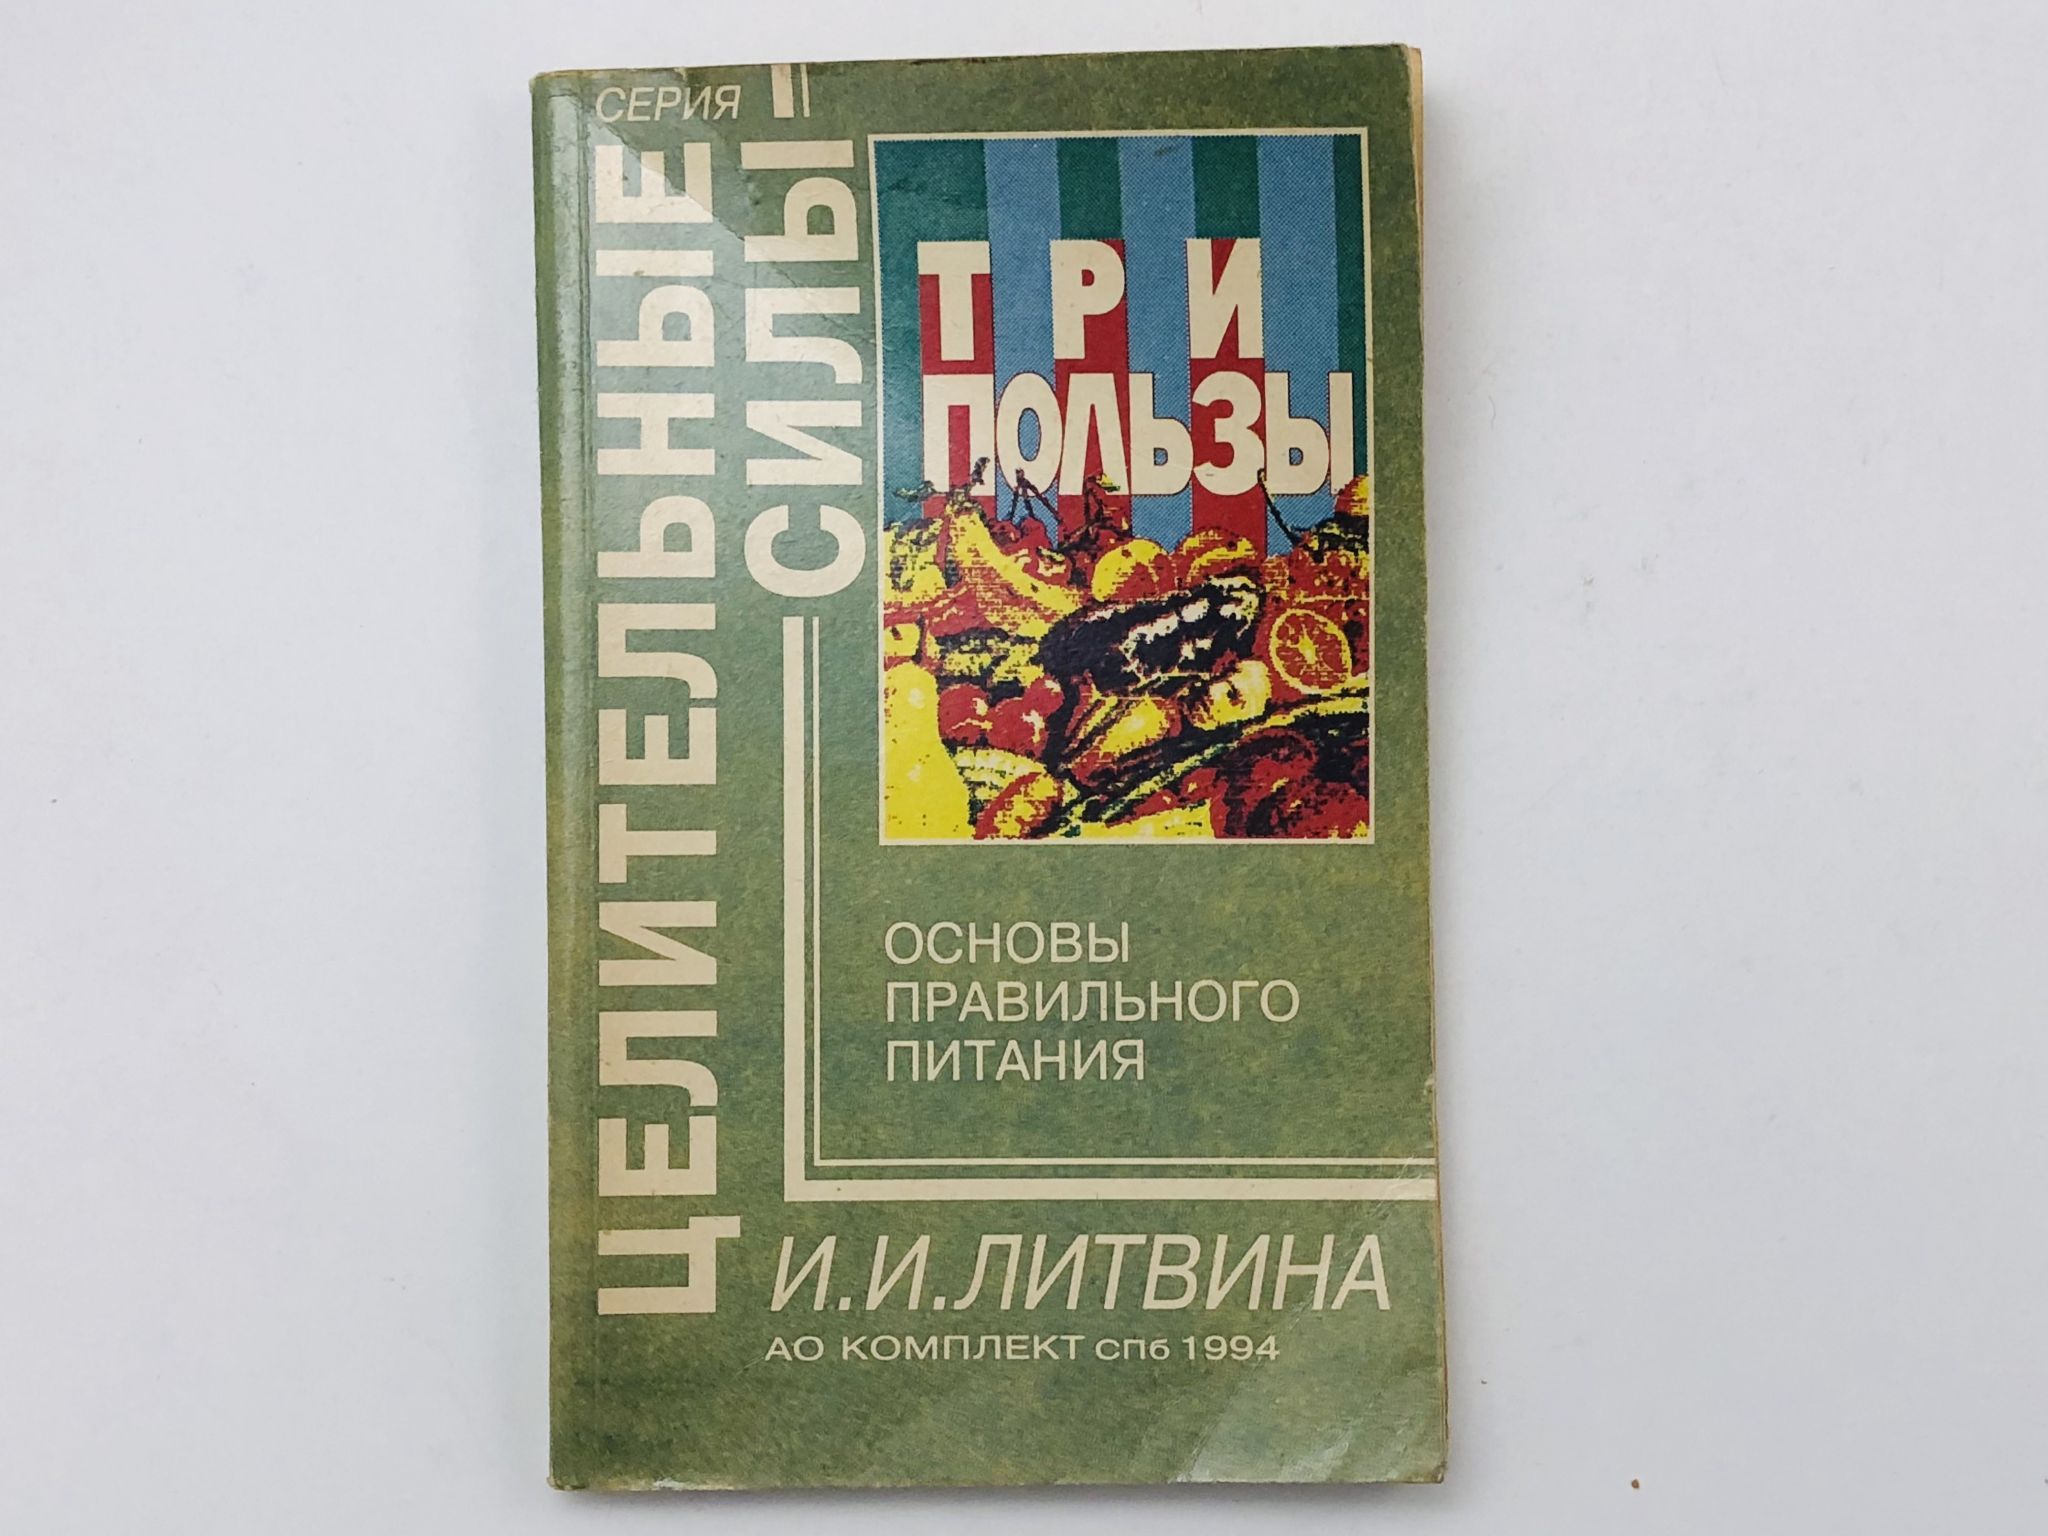 СЕРИЯ
ЦЕЛИТЕЛЬНЫЕ
СИЛЫ
ТРИ
ПОЛЬЗЫ
ОСНОВЫ
ПРАВИЛЬНОГО
ПИТАНИЯ
И.И.ЛИТВИНА
АО КОМПЛЕКТ СПб 1994